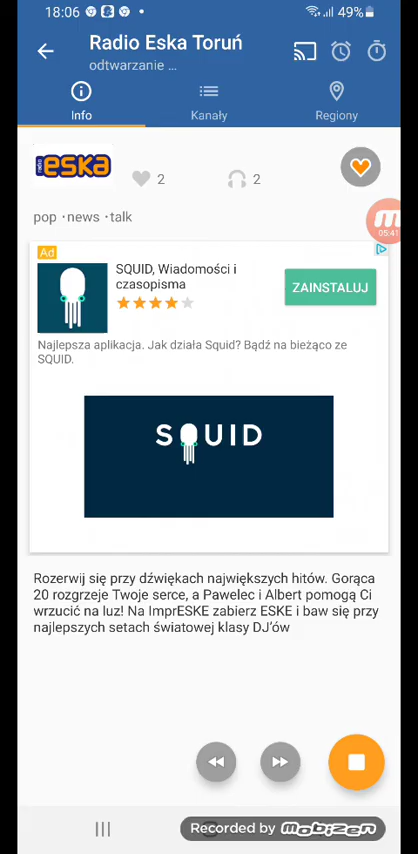 18:06
49%
Radio Eska Toruń
odtwarzanie ...
Info
Kanały
Regiony
radio ESKA
2
2
pop ·news ·talk
05:41
Ad
SQUID, Wiadomości i
czasopisma
ZAINSTALUJ
Najlepsza aplikacja. Jak działa Squid? Bądź na bieżąco ze
SQUID.
SQUID
Rozerwij się przy dźwiękach największych hitów. Gorąca
20 rozgrzeje Twoje serce, a Pawelec i Albert pomogą Ci
wrzucić na luz! Na ImprESKE zabierz ESKE i baw się przy
najlepszych setach światowej klasy DJ'ów
Recorded by mobizen